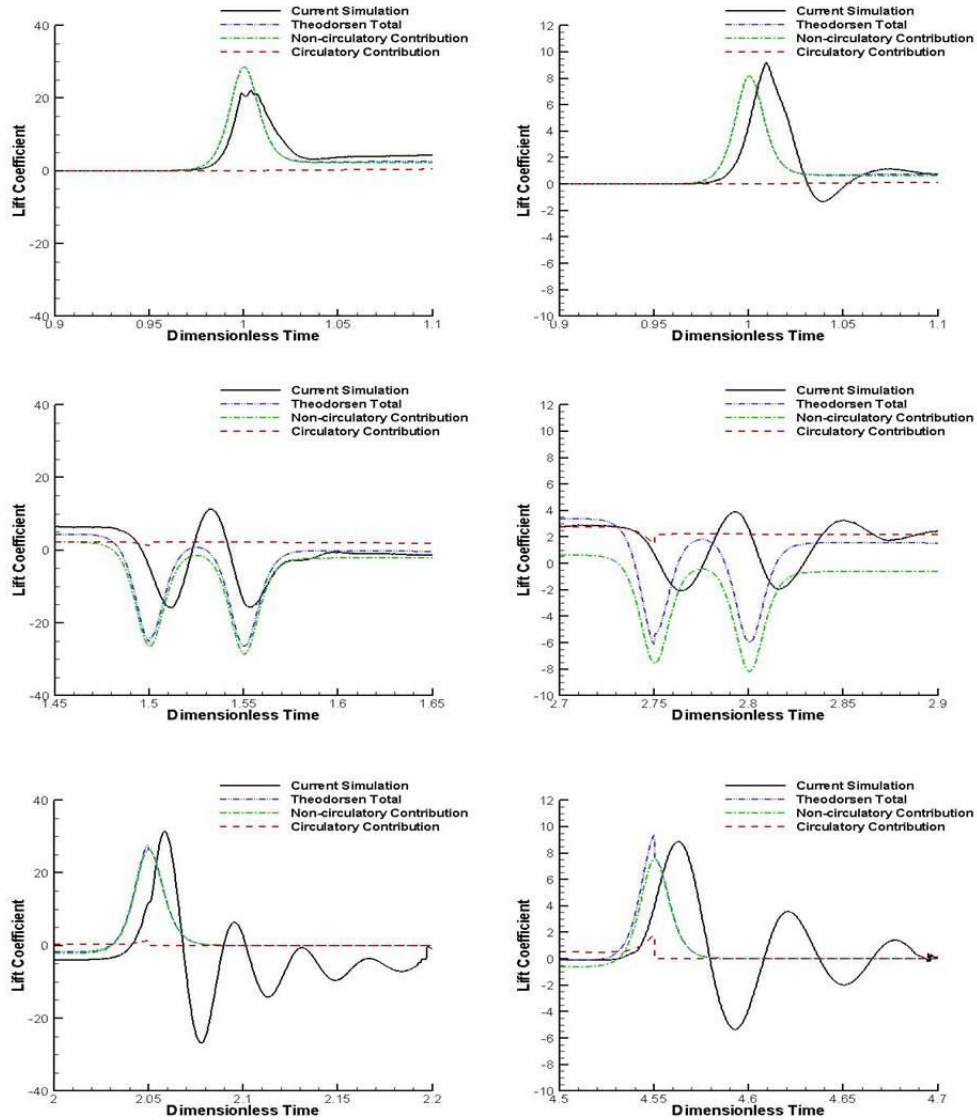 Current Simulation
Theodorsen Total
Non-circulatory Contribution
Circulatory Contribution
Lift Coefficient
40
20
0
-20
-40
0.9
0.95
1
1.05
1.1
Dimensionless Time
Current Simulation
Theodorsen Total
Non-circulatory Contribution
Circulatory Contribution
Lift Coefficient
12
10
8
6
4
2
0
-2
-4
-6
-8
-10
0.9
0.95
1
1.05
1.1
Dimensionless Time
Current Simulation
Theodorsen Total
Non-circulatory Contribution
Circulatory Contribution
Lift Coefficient
40
20
0
-20
-40
1.45
1.5
1.55
1.6
1.65
Dimensionless Time
Current Simulation
Theodorsen Total
Non-circulatory Contribution
Circulatory Contribution
Lift Coefficient
12
10
8
6
4
2
0
-2
-4
-6
-8
-10
2.7
2.75
2.8
2.85
2.9
Dimensionless Time
Current Simulation
Theodorsen Total
Non-circulatory Contribution
Circulatory Contribution
Lift Coefficient
40
20
0
-20
-40
2
2.05
2.1
2.15
2.2
Dimensionless Time
Current Simulation
Theodorsen Total
Non-circulatory Contribution
Circulatory Contribution
Lift Coefficient
12
10
8
6
4
2
0
-2
-4
-6
-8
-10
4.5
4.55
4.6
4.65
4.7
Dimensionless Time